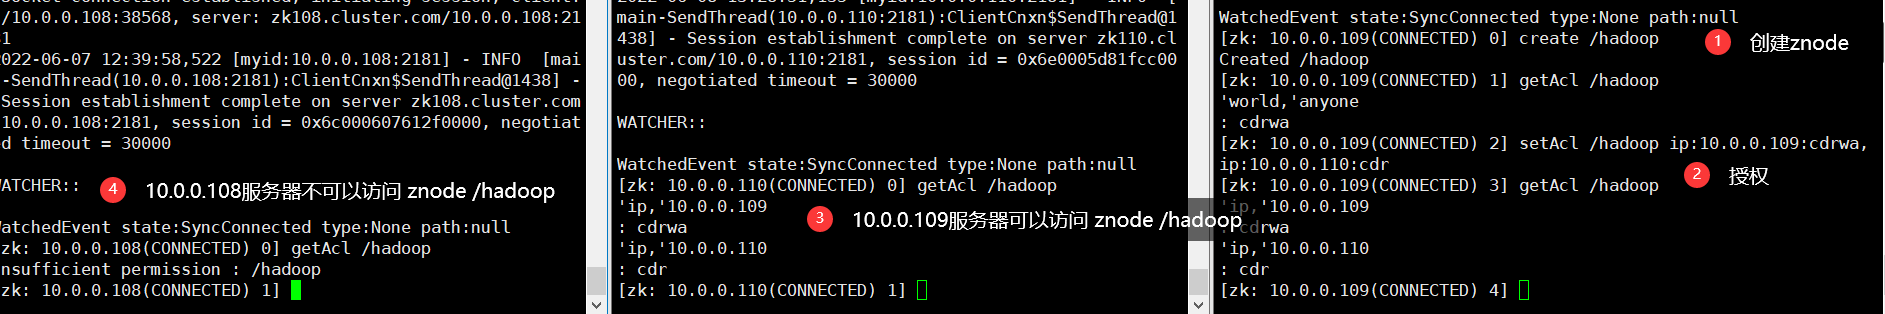 socket connection established, initiating session, client:
/10.0.0.108:38568, server: zk108.cluster.com/10.0.0.108:21
81
2022-06-07 12:39:58,522 [myid:10.0.0.108:2181] - INFO  [mai
n-SendThread(10.0.0.108:2181):ClientCnxn$SendThread@1438] -
Session establishment complete on server zk108.cluster.com
/10.0.0.108:2181, session id = 0x6c000607612f0000, negotiat
ed timeout = 30000
WATCHER::
4 10.0.0.108服务器不可以访问 znode /hadoop
WatchedEvent state:SyncConnected type:None path:null
[zk: 10.0.0.108(CONNECTED) 0] getAcl /hadoop
Insufficient permission : /hadoop
[zk: 10.0.0.108(CONNECTED) 1]
main-SendThread(10.0.0.110:2181):ClientCnxn$SendThread@1
438] - Session establishment complete on server zk110.cl
uster.com/10.0.0.110:2181, session id = 0x6e0005d81fcc00
00, negotiated timeout = 30000
WATCHER::
WatchedEvent state:SyncConnected type:None path:null
[zk: 10.0.0.110(CONNECTED) 0] getAcl /hadoop
'ip,'10.0.0.109
: cdrwa
3 10.0.0.109服务器可以访问 znode /hadoop
'ip,'10.0.0.110
: cdr
[zk: 10.0.0.110(CONNECTED) 1]
WatchedEvent state:SyncConnected type:None path:null
[zk: 10.0.0.109(CONNECTED) 0] create /hadoop
1 创建znode
Created /hadoop
[zk: 10.0.0.109(CONNECTED) 1] getAcl /hadoop
'world,'anyone
: cdrwa
[zk: 10.0.0.109(CONNECTED) 2] setAcl /hadoop ip:10.0.0.109:cdrwa,
ip:10.0.0.110:cdr
2 授权
[zk: 10.0.0.109(CONNECTED) 3] getAcl /hadoop
'ip,'10.0.0.109
: cdrwa
'ip,'10.0.0.110
: cdr
[zk: 10.0.0.109(CONNECTED) 4]